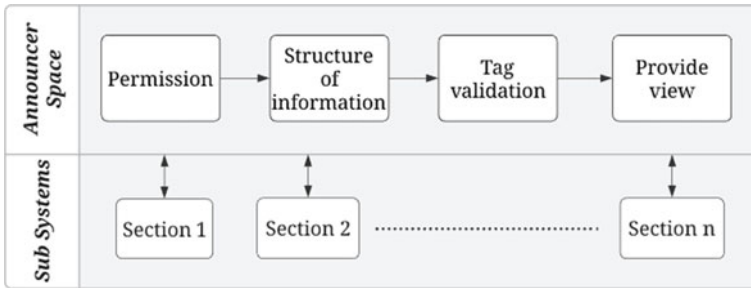 Announcer
Space
Permission
Structure
of
information
Tag
validation
Provide
view
Sub Systems
Section 1
Section 2
Section n